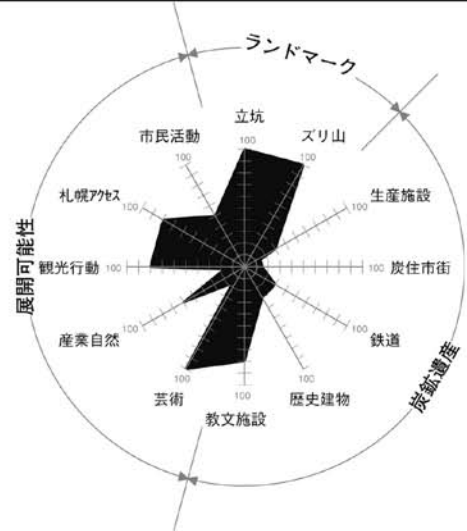 ランドマーク
立坑
100
ズリ山
100
生産施設
100
炭住市街
100
鉄道
100
歴史建物
100
教文施設
100
芸術
100
産業自然
100
観光行動
100
札幌アクセス
100
市民活動
100
展開可能性
炭鉱遺産